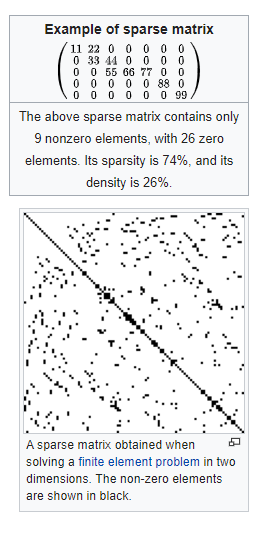 Example of sparse matrix
11 22 0 0 0 0 0
0 33 44 0 0 0 0
0 0 55 66 77 0 0
0 0 0 0 0 88 0
0 0 0 0 0 0 99
The above sparse matrix contains only
9 nonzero elements, with 26 zero
elements. Its sparsity is 74%, and its
density is 26%.
A sparse matrix obtained when
solving a finite element problem in two
dimensions. The non-zero elements
are shown in black.